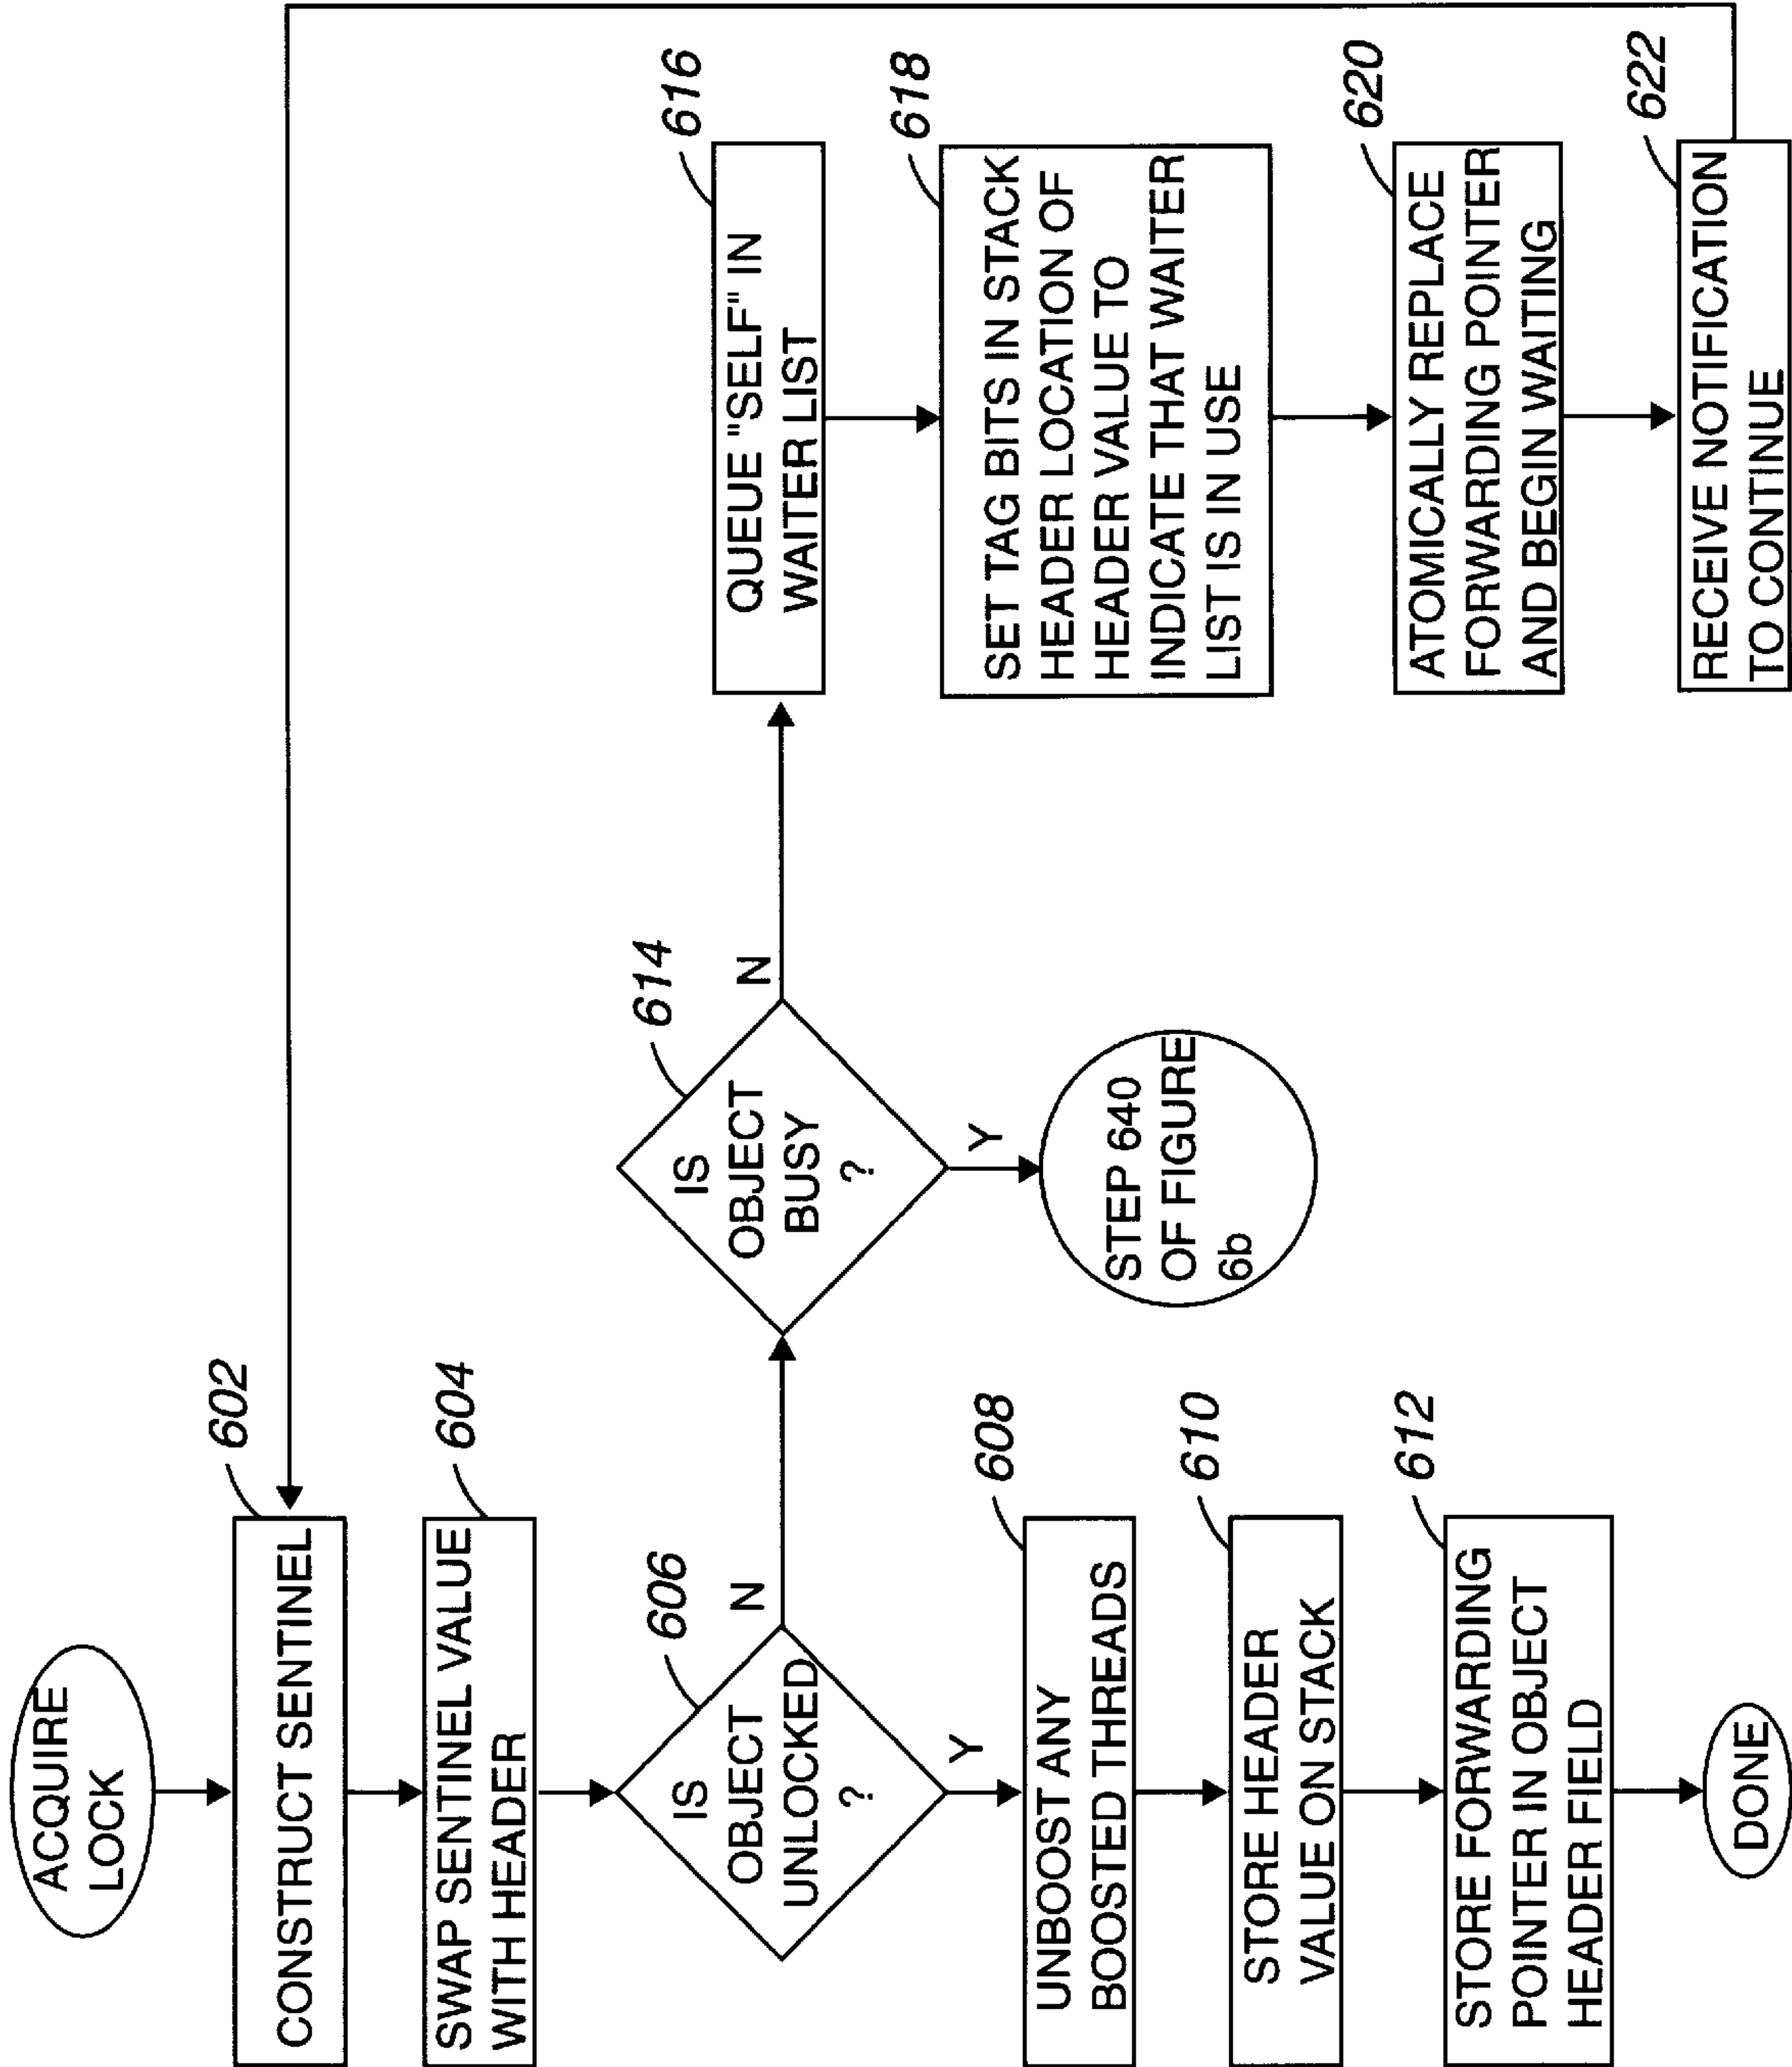 ACQUIRE
LOCK
602
CONSTRUCT SENTINEL
604
SWAP SENTINEL VALUE
WITH HEADER
606
IS
OBJECT
UNLOCKED
?
N
Y
608
UNBOOST ANY
BOOSTED THREADS
610
STORE HEADER
VALUE ON STACK
612
STORE FORWARDING
POINTER IN OBJECT
HEADER FIELD
DONE
614
IS
OBJECT
BUSY
?
N
Y
STEP 640
OF FIGURE
6b
616
QUEUE "SELF" IN
WAITER LIST
618
SET TAG BITS IN STACK
HEADER LOCATION OF
HEADER VALUE TO
INDICATE THAT WAITER
LIST IS IN USE
620
ATOMICALLY REPLACE
FORWARDING POINTER
AND BEGIN WAITING
622
RECEIVE NOTIFICATION
TO CONTINUE